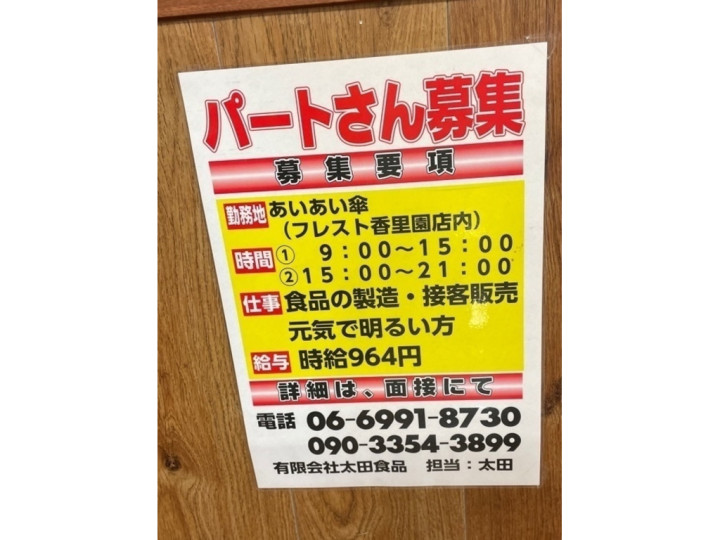 パートさん募集
募集要項
勤務地 あいあい傘
（フレスト香里園店内）
時間 ① 9：00～15：00
②15：00～21：00
仕事 食品の製造・接客販売
元気で明るい方
給与 時給964円
詳細は、面接にて
電話 06-6991-8730
090-3354-3899
有限会社太田食品 担当：太田